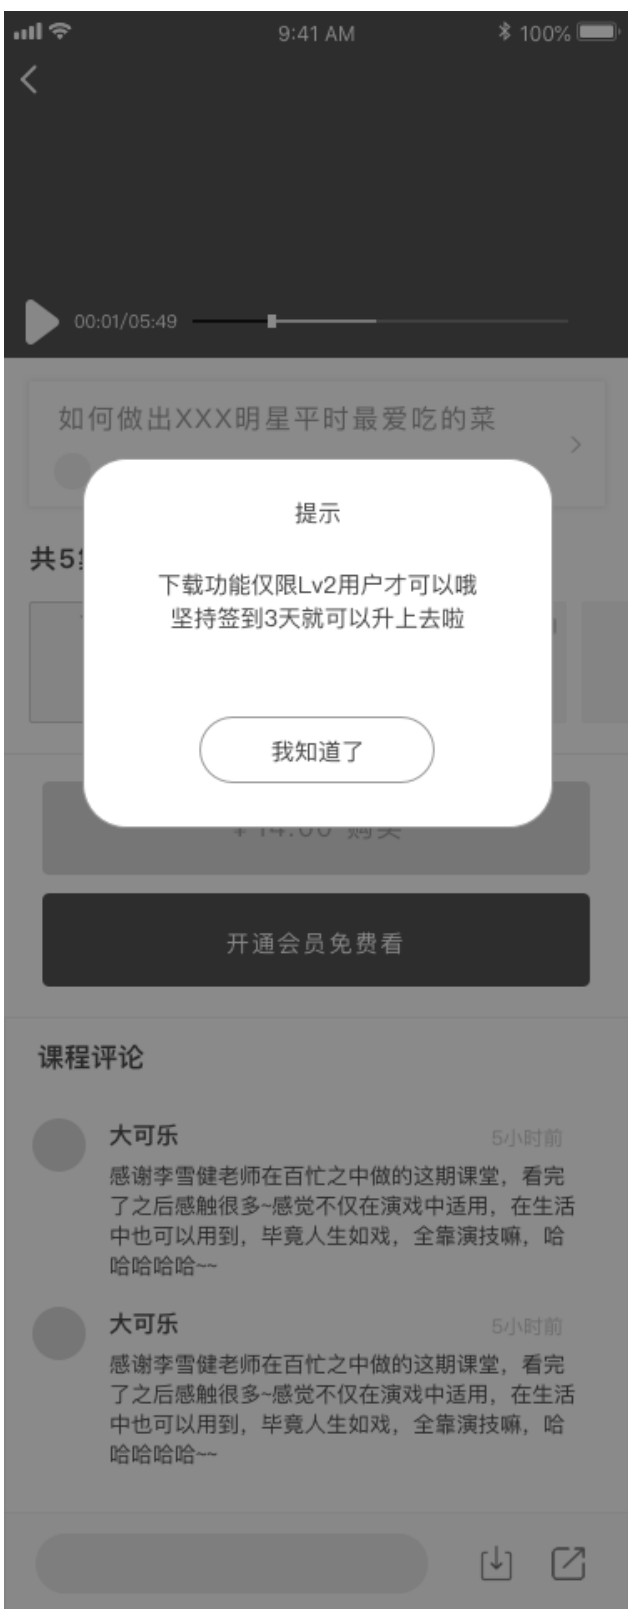 9:41 AM
100%
00:01/05:49
如何做出XXX明星平时最爱吃的菜
提示
共5
下载功能仅限Lv2用户才可以哦
坚持签到3天就可以升上去啦
我知道了
¥14.00 购买
开通会员免费看
课程评论
大可乐
5小时前
感谢李雪健老师在百忙之中做的这期课堂，看完
了之后感触很多~感觉不仅在演戏中适用，在生活
中也可以用到，毕竟人生如戏，全靠演技嘛，哈
哈哈哈哈~~
大可乐
5小时前
感谢李雪健老师在百忙之中做的这期课堂，看完
了之后感触很多~感觉不仅在演戏中适用，在生活
中也可以用到，毕竟人生如戏，全靠演技嘛，哈
哈哈哈哈~~